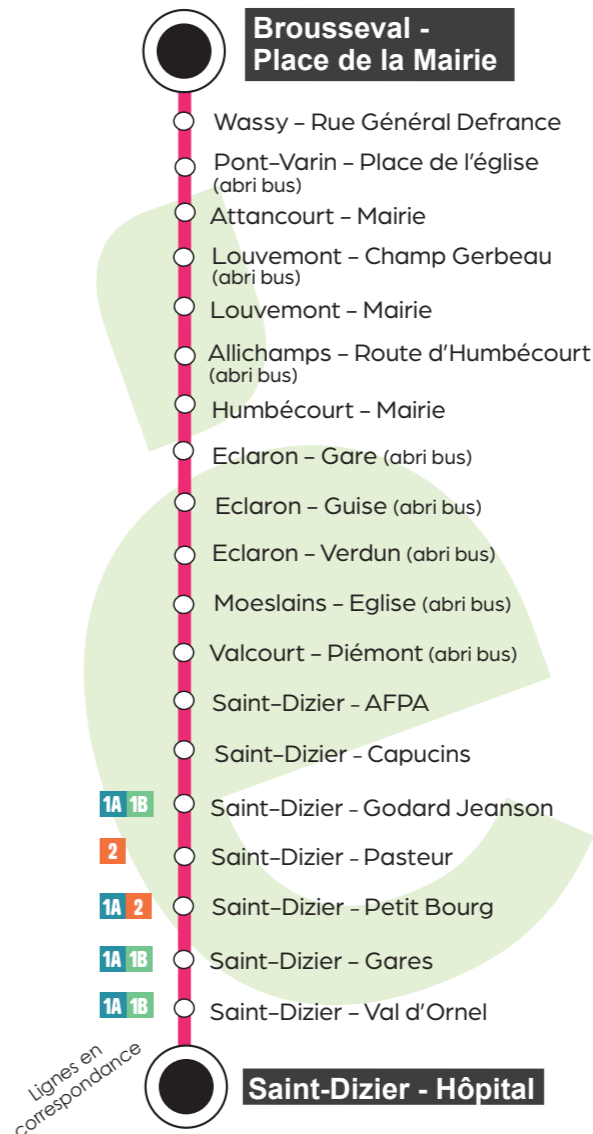 Brousseval -
Place de la Mairie
Wassy - Rue Général Defrance
Pont-Varin - Place de l'église
(abri bus)
Attancourt - Mairie
Louvemont - Champ Gerbeau
(abri bus)
Louvemont - Mairie
Allichamps - Route d'Humbécourt
(abri bus)
Humbécourt - Mairie
Eclaron - Gare (abri bus)
Eclaron - Guise (abri bus)
Eclaron - Verdun (abri bus)
Moeslains - Eglise (abri bus)
Valcourt - Piémont (abri bus)
Saint-Dizier - AFPA
Saint-Dizier - Capucins
1A 1B Saint-Dizier - Godard Jeanson
2 Saint-Dizier - Pasteur
1A 2 Saint-Dizier - Petit Bourg
1A 1B Saint-Dizier - Gares
1A 1B Saint-Dizier - Val d'Ornel
Lignes en
correspondance
Saint-Dizier - Hôpital